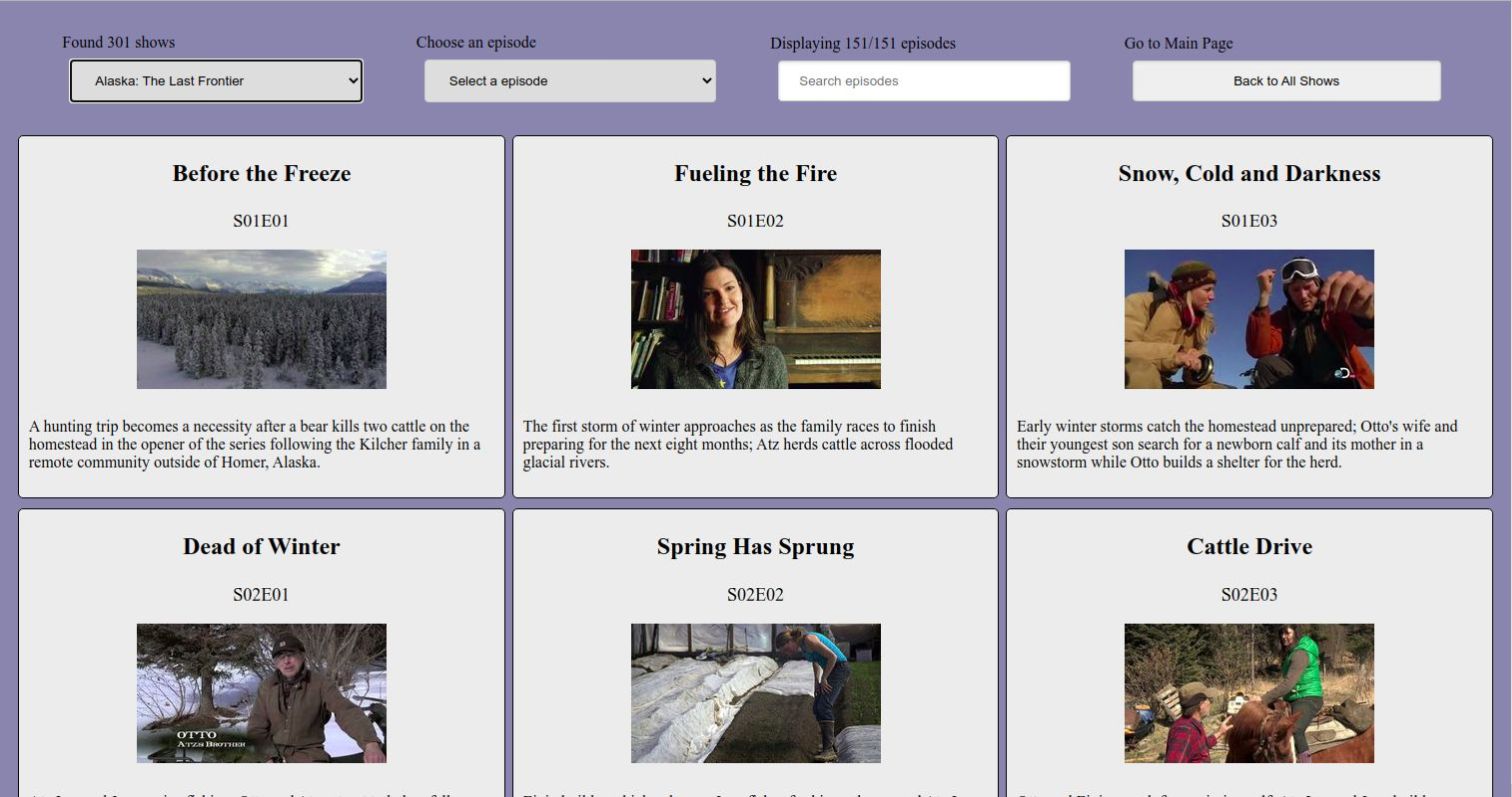 Found 301 shows
Choose an episode
Displaying 151/151 episodes
Go to Main Page
Alaska: The Last Frontier
Select a episode
Search episodes
Back to All Shows
Before the Freeze
S01E01
A hunting trip becomes a necessity after a bear kills two cattle on the
homestead in the opener of the series following the Kilcher family in a
remote community outside of Homer, Alaska.
Fueling the Fire
S01E02
The first storm of winter approaches as the family races to finish
preparing for the next eight months; Atz herds cattle across flooded
glacial rivers.
Snow, Cold and Darkness
S01E03
Early winter storms catch the homestead unprepared; Otto's wife and
their youngest son search for a newborn calf and its mother in a
snowstorm while Otto builds a shelter for the herd.
Dead of Winter
S02E01
OTTO
ATZS BROTHER
Spring Has Sprung
S02E02
Cattle Drive
S02E03